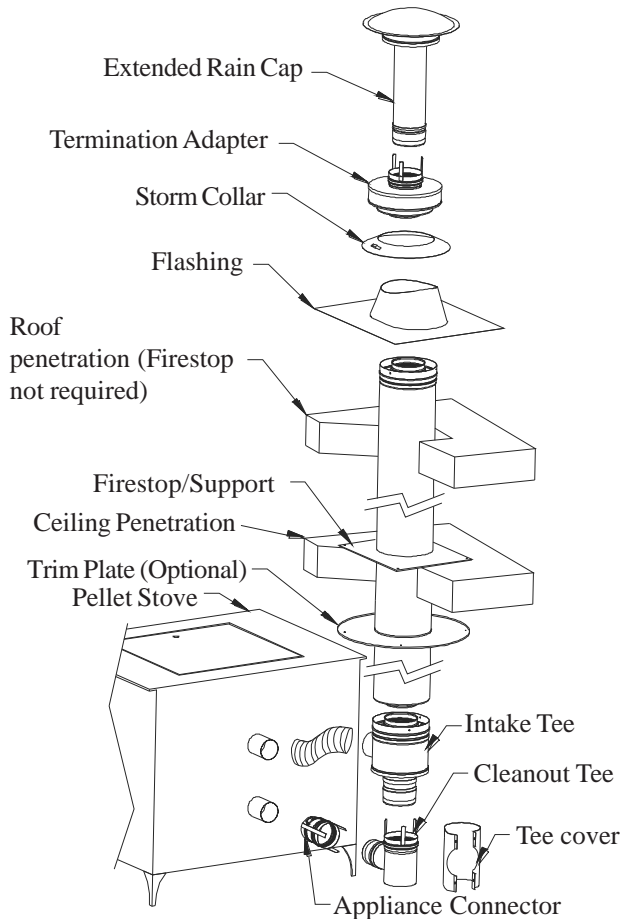 Extended Rain Cap
Termination Adapter
Storm Collar
Flashing
Roof
penetration (Firestop
not required)
Firestop/Support
Ceiling Penetration
Trim Plate (Optional)
Pellet Stove
Intake Tee
Cleanout Tee
Tee cover
Appliance Connector